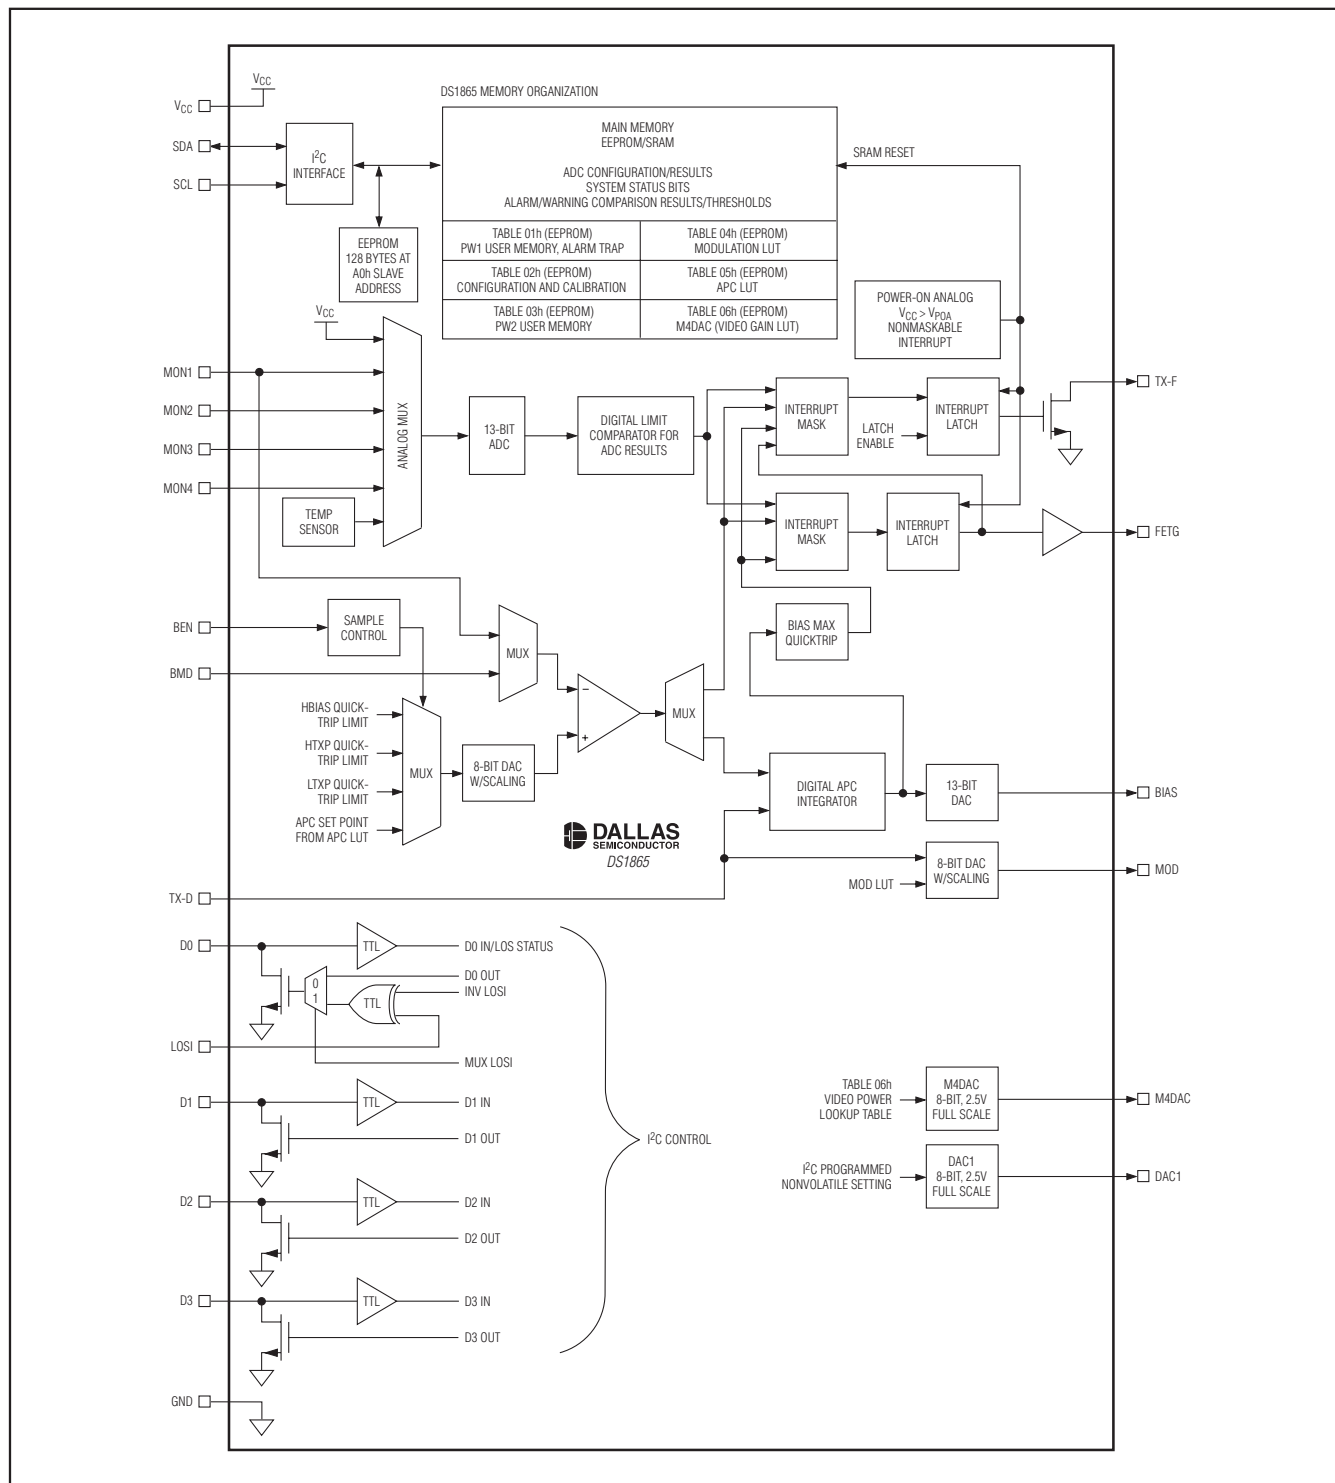 VCC
VCC
SDA
SCL
I2C
INTERFACE
EEPROM
128 BYTES AT
A0h SLAVE
ADDRESS
DS1865 MEMORY ORGANIZATION
MAIN MEMORY
EEPROM/SRAM
ADC CONFIGURATION/RESULTS
SYSTEM STATUS BITS
ALARM/WARNING COMPARISON RESULTS/THRESHOLDS
TABLE 01h (EEPROM)
PW1 USER MEMORY, ALARM TRAP
TABLE 04h (EEPROM)
MODULATION LUT
TABLE 02h (EEPROM)
CONFIGURATION AND CALIBRATION
TABLE 05h (EEPROM)
APC LUT
TABLE 03h (EEPROM)
PW2 USER MEMORY
TABLE 06h (EEPROM)
M4DAC (VIDEO GAIN LUT)
SRAM RESET
POWER-ON ANALOG
VCC > VPOA
NONMASKABLE
INTERRUPT
VCC
MON1
MON2
MON3
MON4
TEMP
SENSOR
ANALOG MUX
13-BIT
ADC
DIGITAL LIMIT
COMPARATOR FOR
ADC RESULTS
INTERRUPT
MASK
LATCH
ENABLE
INTERRUPT
LATCH
TX-F
INTERRUPT
MASK
INTERRUPT
LATCH
FETG
BEN
SAMPLE
CONTROL
BMD
MUX
BIAS MAX
QUICKTRIP
HBIAS QUICK-
TRIP LIMIT
HTXP QUICK-
TRIP LIMIT
LTXP QUICK-
TRIP LIMIT
APC SET POINT
FROM APC LUT
MUX
8-BIT DAC
W/SCALING
−
+
MUX
DIGITAL APC
INTEGRATOR
13-BIT
DAC
BIAS
DALLAS
SEMICONDUCTOR
DS1865
8-BIT DAC
W/SCALING
MOD LUT
MOD
TX-D
D0
TTL
D0 IN/LOS STATUS
0
1
D0 OUT
TTL
INV LOSI
LOSI
MUX LOSI
D1
TTL
D1 IN
D1 OUT
I2C CONTROL
D2
TTL
D2 IN
D2 OUT
D3
TTL
D3 IN
D3 OUT
GND
TABLE 06h
VIDEO POWER
LOOKUP TABLE
M4DAC
8-BIT, 2.5V
FULL SCALE
M4DAC
I2C PROGRAMMED
NONVOLATILE SETTING
DAC1
8-BIT, 2.5V
FULL SCALE
DAC1